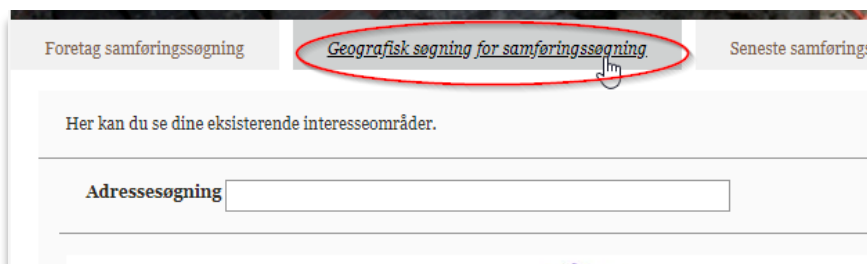 Foretag samføringssøgning Geografisk søgning for samføringssøgning Seneste samførings
Her kan du se dine eksisterende interesseområder.
Adressesøgning